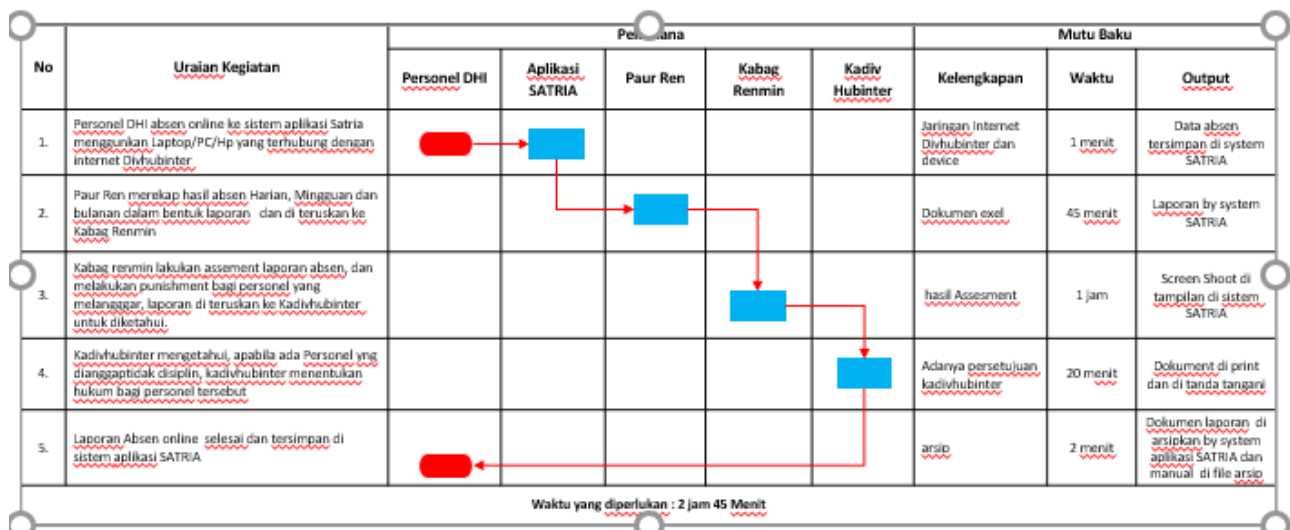 No
Uraian Kegiatan
Mutu Baku
Personel DHI
Aplikasi
SATRIA
Paur Ren
Kabag
Renmin
Kadiv
Hubinter
Kelengkapan
Waktu
Output
1.
Personel DHI absen online ke sistem aplikasi Satria
menggunkan Laptop/PC/Hp yang terhubung dengan
internet Divhubinter
Jaringan Internet
Divhubinter dan
device
1 menit
Data absen
tersimpan di system
SATRIA
2.
Paur Ren merekap hasil absen Harian, Mingguan dan
bulanan dalam bentuk laporan dan di teruskan ke
Kabag Renmin
Dokumen exel
45 menit
Laporan by system
SATRIA
3.
Kabag renmin lakukan assement laporan absen, dan
melakukan punishment bagi personel yang
melangggar, laporan di teruskan ke Kadivhubinter
untuk diketahui.
hasil Assesment
1 jam
Screen Shoot di
tampilan di sistem
SATRIA
4.
Kadivhubinter mengetahui, apabila ada Personel yng
dianggaptidak disiplin, kadivhubinter menentukan
hukum bagi personel tersebut
Adanya persetujuan
kadivhubinter
20 menit
Dokument di print
dan di tanda tangani
5.
Laporan Absen online selesai dan tersimpan di
sistem aplikasi SATRIA
arsip
2 menit
Dokumen laporan di
arsipkan by system
aplikasi SATRIA dan
manual di file arsip
Waktu yang diperlukan : 2 jam 45 Menit